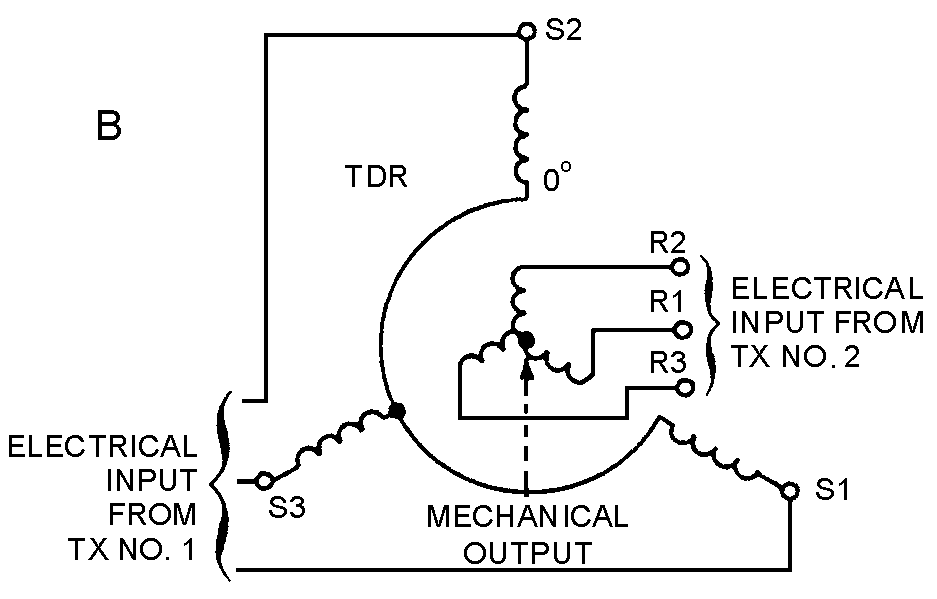 S2
B
TDR
0°
R2
R1
R3
ELECTRICAL
INPUT FROM
TX NO. 2
ELECTRICAL
INPUT
FROM
TX NO. 1
S3
S1
MECHANICAL
OUTPUT